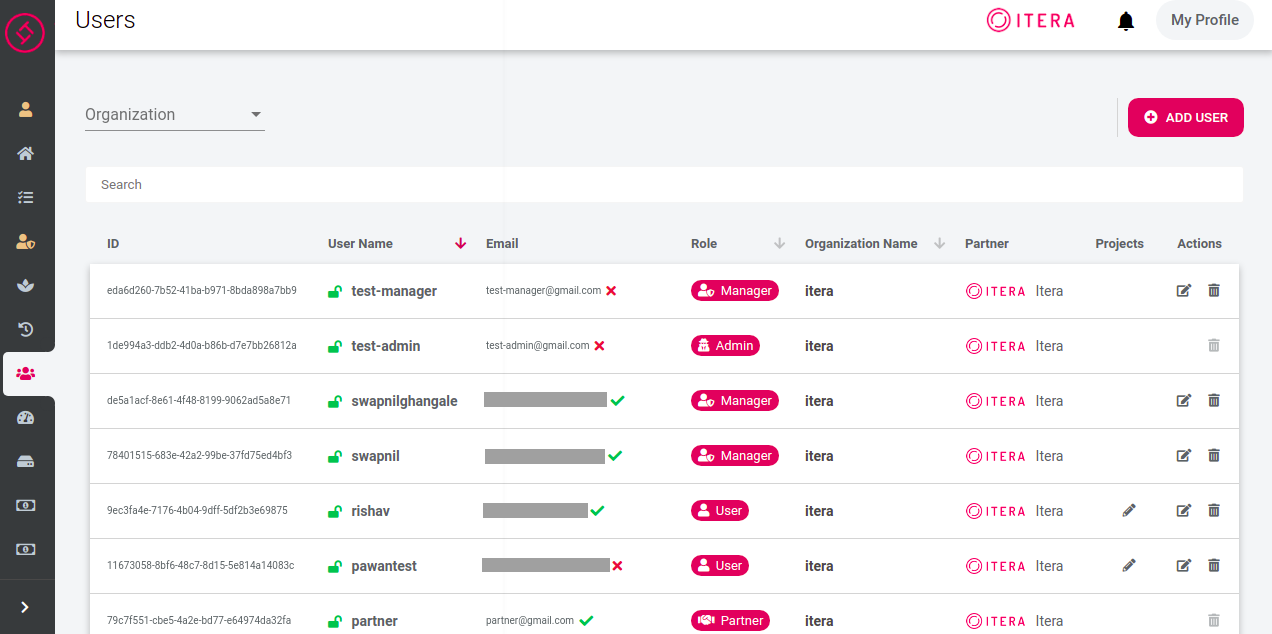 Users
ITERA
My Profile
Organization
ADD USER
Search
ID User Name Email Role Organization Name Partner Projects Actions
eda6d260-7b52-41ba-b971-8bda898a7bb9 test-manager test-manager@gmail.com Manager itera ITERA Itera
1de994a3-ddb2-4d0a-b86b-d7e7bb26812a test-admin test-admin@gmail.com Admin itera ITERA Itera
de5a1acf-8e61-4f48-8199-9062ad5a8e71 swapnilghangale Manager itera ITERA Itera
78401515-683e-42a2-99be-37fd75ed4bf3 swapnil Manager itera ITERA Itera
9ec3fa4e-7176-4b04-9dff-5df2b3e69875 rishav User itera ITERA Itera
11673058-8bf6-48c7-8d15-5e814a14083c pawantest User itera ITERA Itera
79c7f551-cbe5-4a2e-bd77-e64974da32fa partner partner@gmail.com Partner itera ITERA Itera